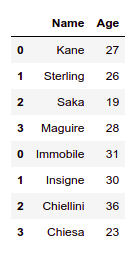 Name Age
0 Kane 27
1 Sterling 26
2 Saka 19
3 Maguire 28
0 Immobile 31
1 Insigne 30
2 Chiellini 36
3 Chiesa 23